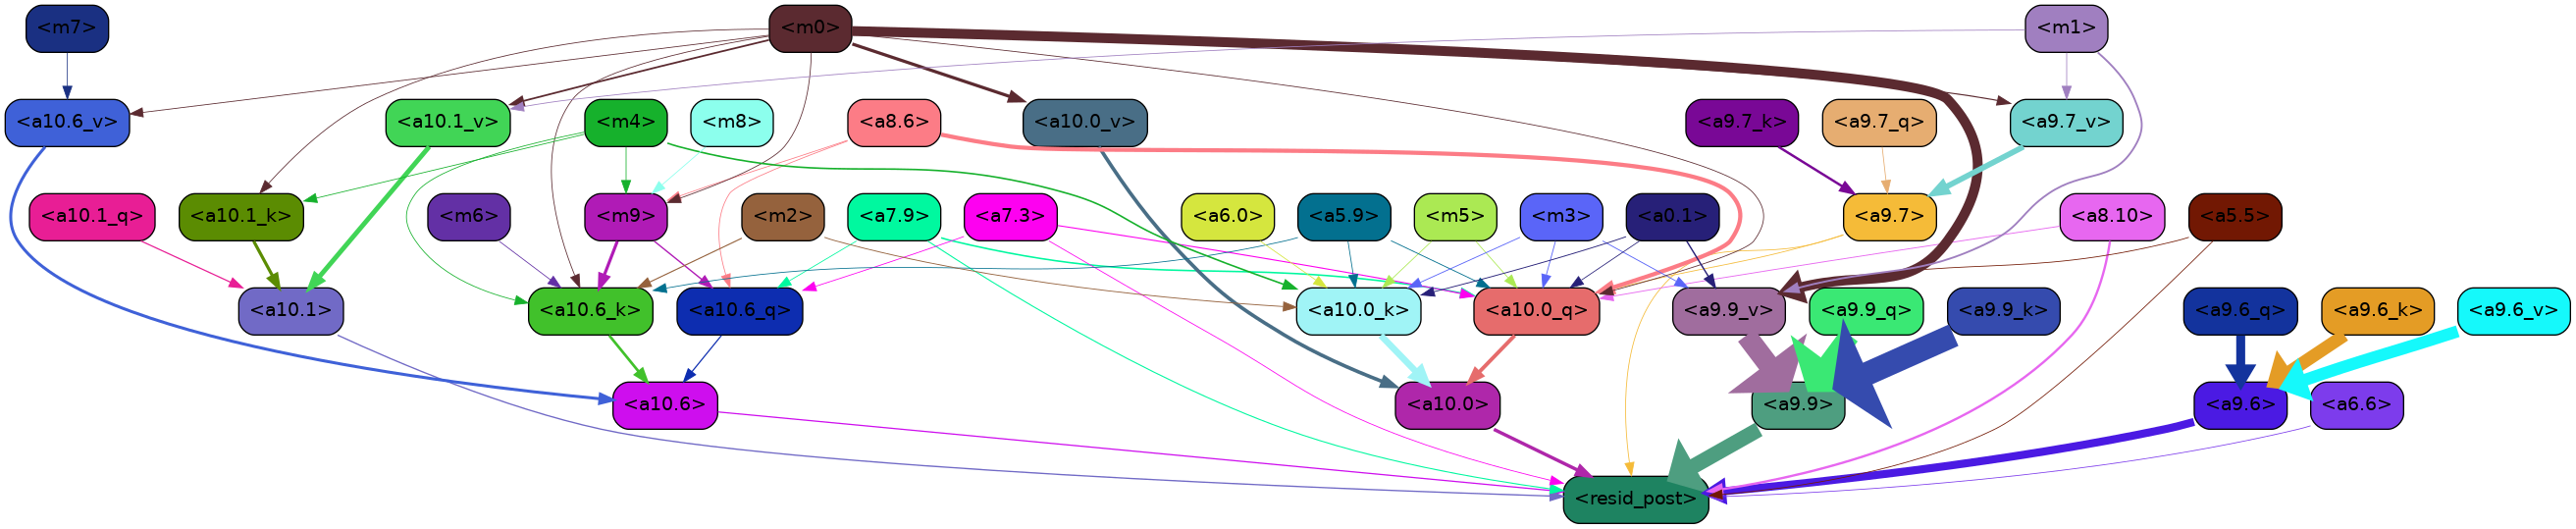 <m7>
<m0>
<m1>
<a10.6_v>
<a10.1_v>
<m4>
<m8>
<a8.6>
<a10.0_v>
<a9.7_k>
<a9.7_q>
<a9.7_v>
<a10.1_q>
<a10.1_k>
<m6>
<m9>
<m2>
<a7.9>
<a7.3>
<a6.0>
<a5.9>
<m5>
<m3>
<a0.1>
<a9.7>
<a8.10>
<a5.5>
<a10.1>
<a10.6_k>
<a10.6_q>
<a10.0_k>
<a10.0_q>
<a9.9_v>
<a9.9_q>
<a9.9_k>
<a9.6_q>
<a9.6_k>
<a9.6_v>
<a10.6>
<a10.0>
<a9.9>
<a9.6>
<a6.6>
<resid_post>